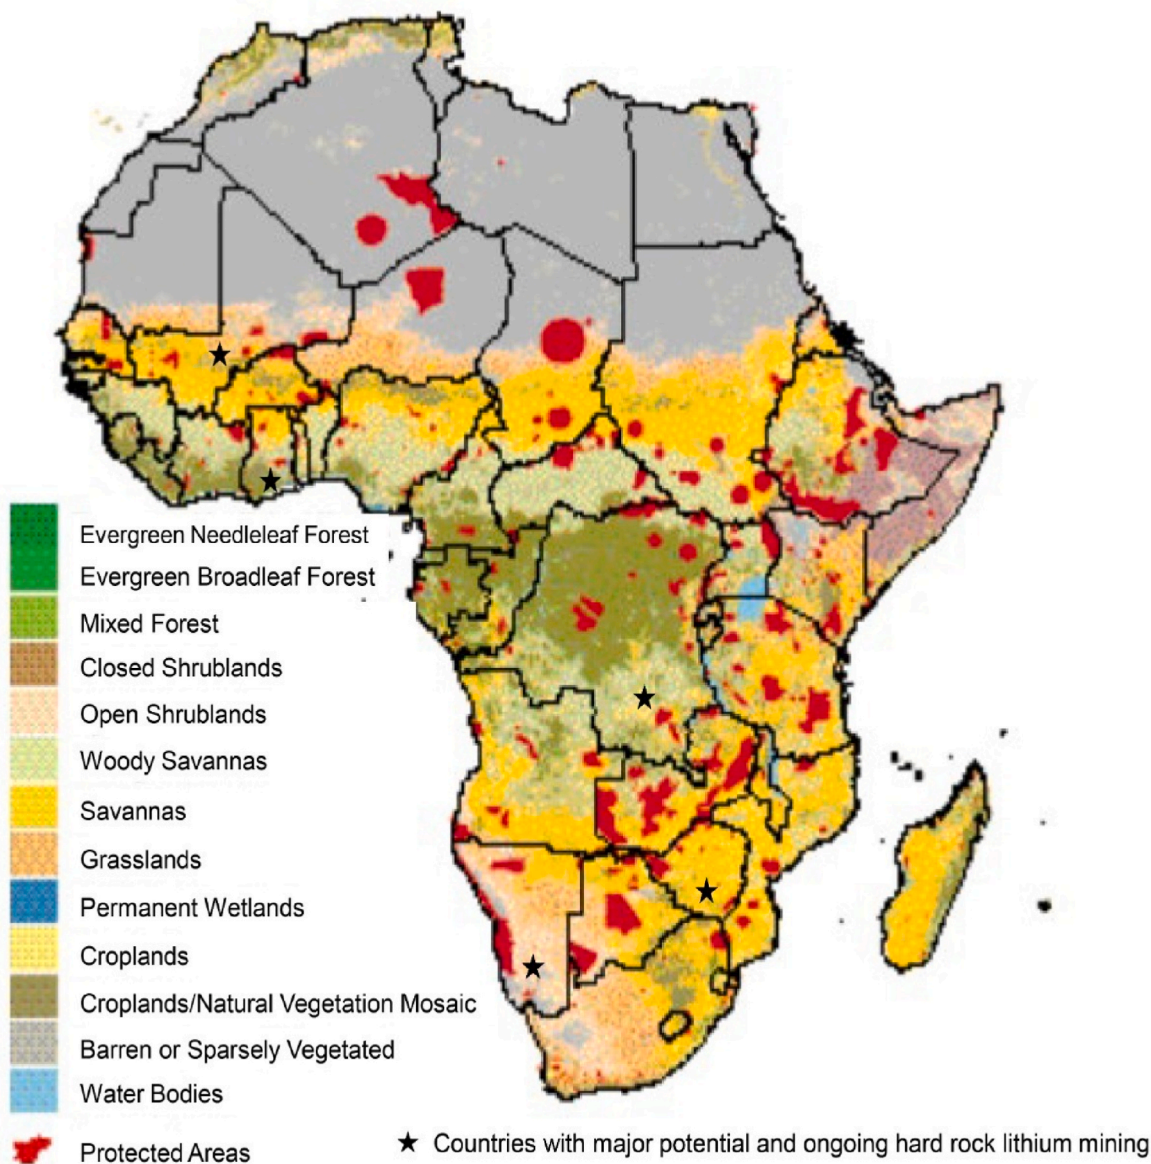 Evergreen Needleleaf Forest
Evergreen Broadleaf Forest
Mixed Forest
Closed Shrublands
Open Shrublands
Woody Savannas
Savannas
Grasslands
Permanent Wetlands
Croplands
Croplands/Natural Vegetation Mosaic
Barren or Sparsely Vegetated
Water Bodies
Protected Areas
Countries with major potential and ongoing hard rock lithium mining